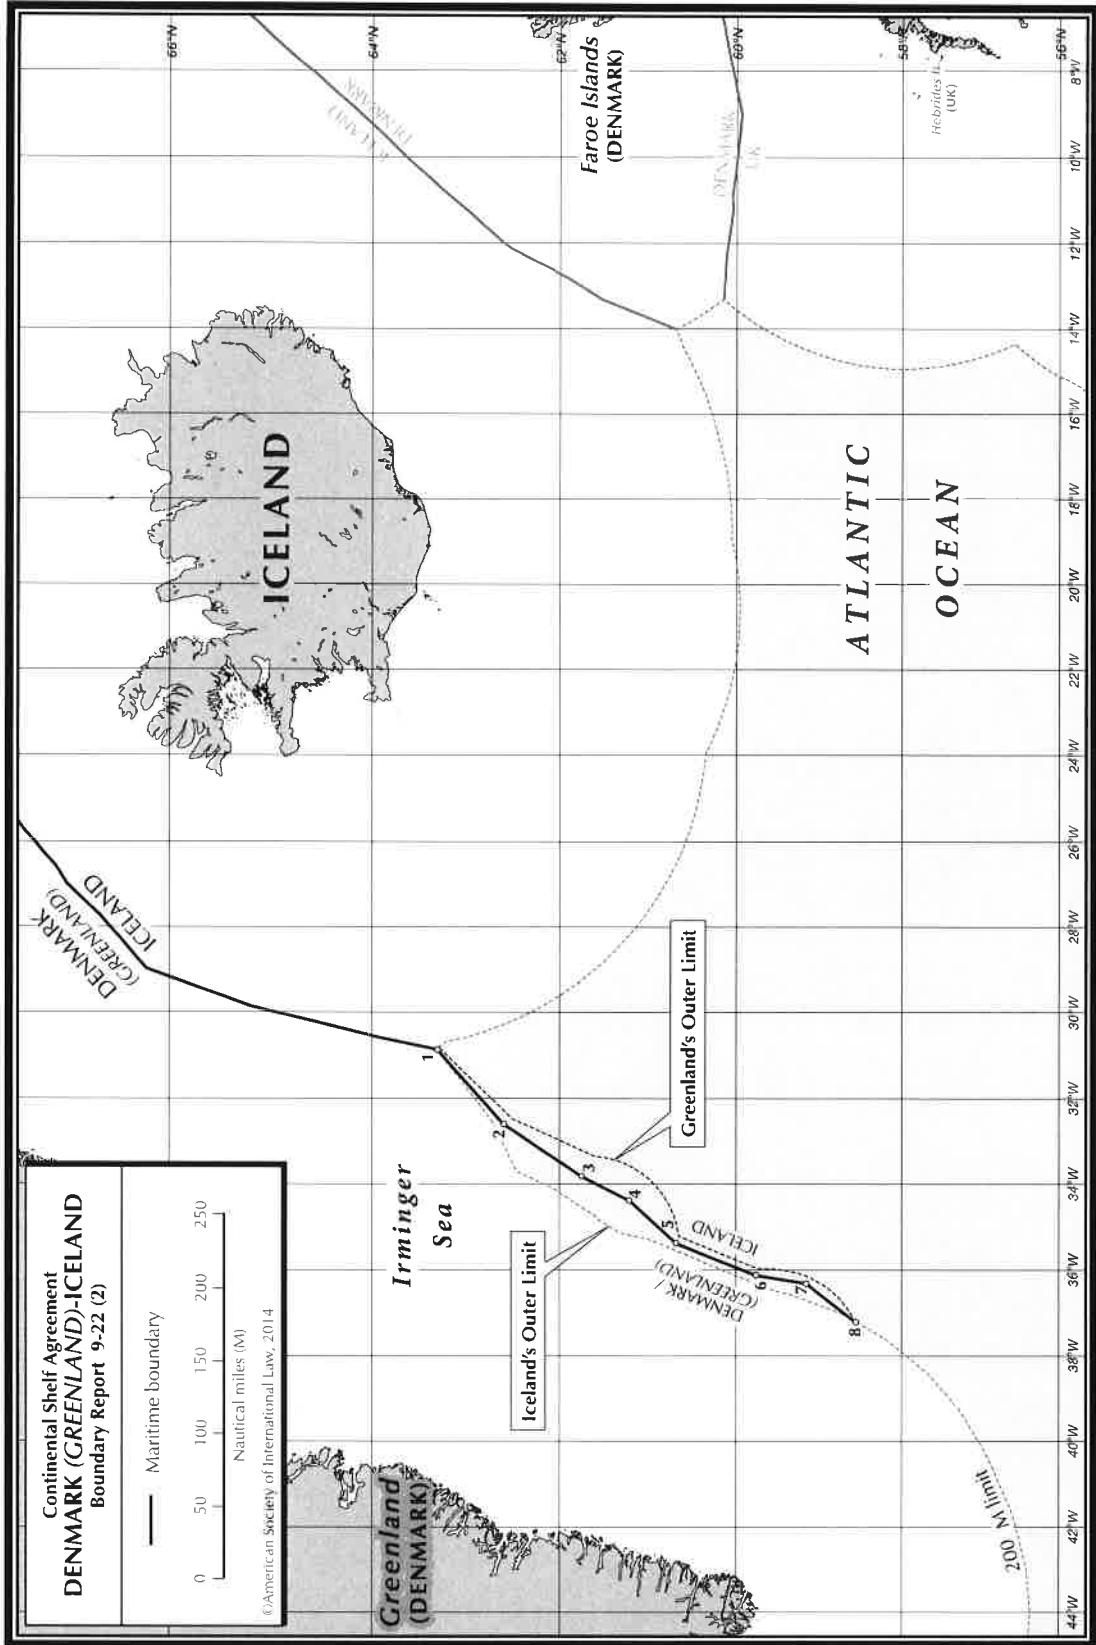 Continental Shelf Agreement
DENMARK (GREENLAND)-ICELAND
Boundary Report 9-22 (2)
Maritime boundary
0 50 100 150 200 250
Nautical miles (M)
©American Society of International Law, 2014
DENMARK
(GREENLAND)
ICELAND
ICELAND
ICELAND
DENMARK
Faroe Islands
(DENMARK)
DENMARK
UK
Hebrides Is.
(UK)
Irminger
Sea
Greenland
(DENMARK)
Iceland's Outer Limit
Greenland's Outer Limit
DENMARK /
(GREENLAND)
ICELAND
1
2
3
4
5
6
7
8
ATLANTIC
OCEAN
200 M limit
66°N
64°N
62°N
60°N
58°N
56°N
44°W
42°W
40°W
38°W
36°W
34°W
32°W
30°W
28°W
26°W
24°W
22°W
20°W
18°W
16°W
14°W
12°W
10°W
8°W